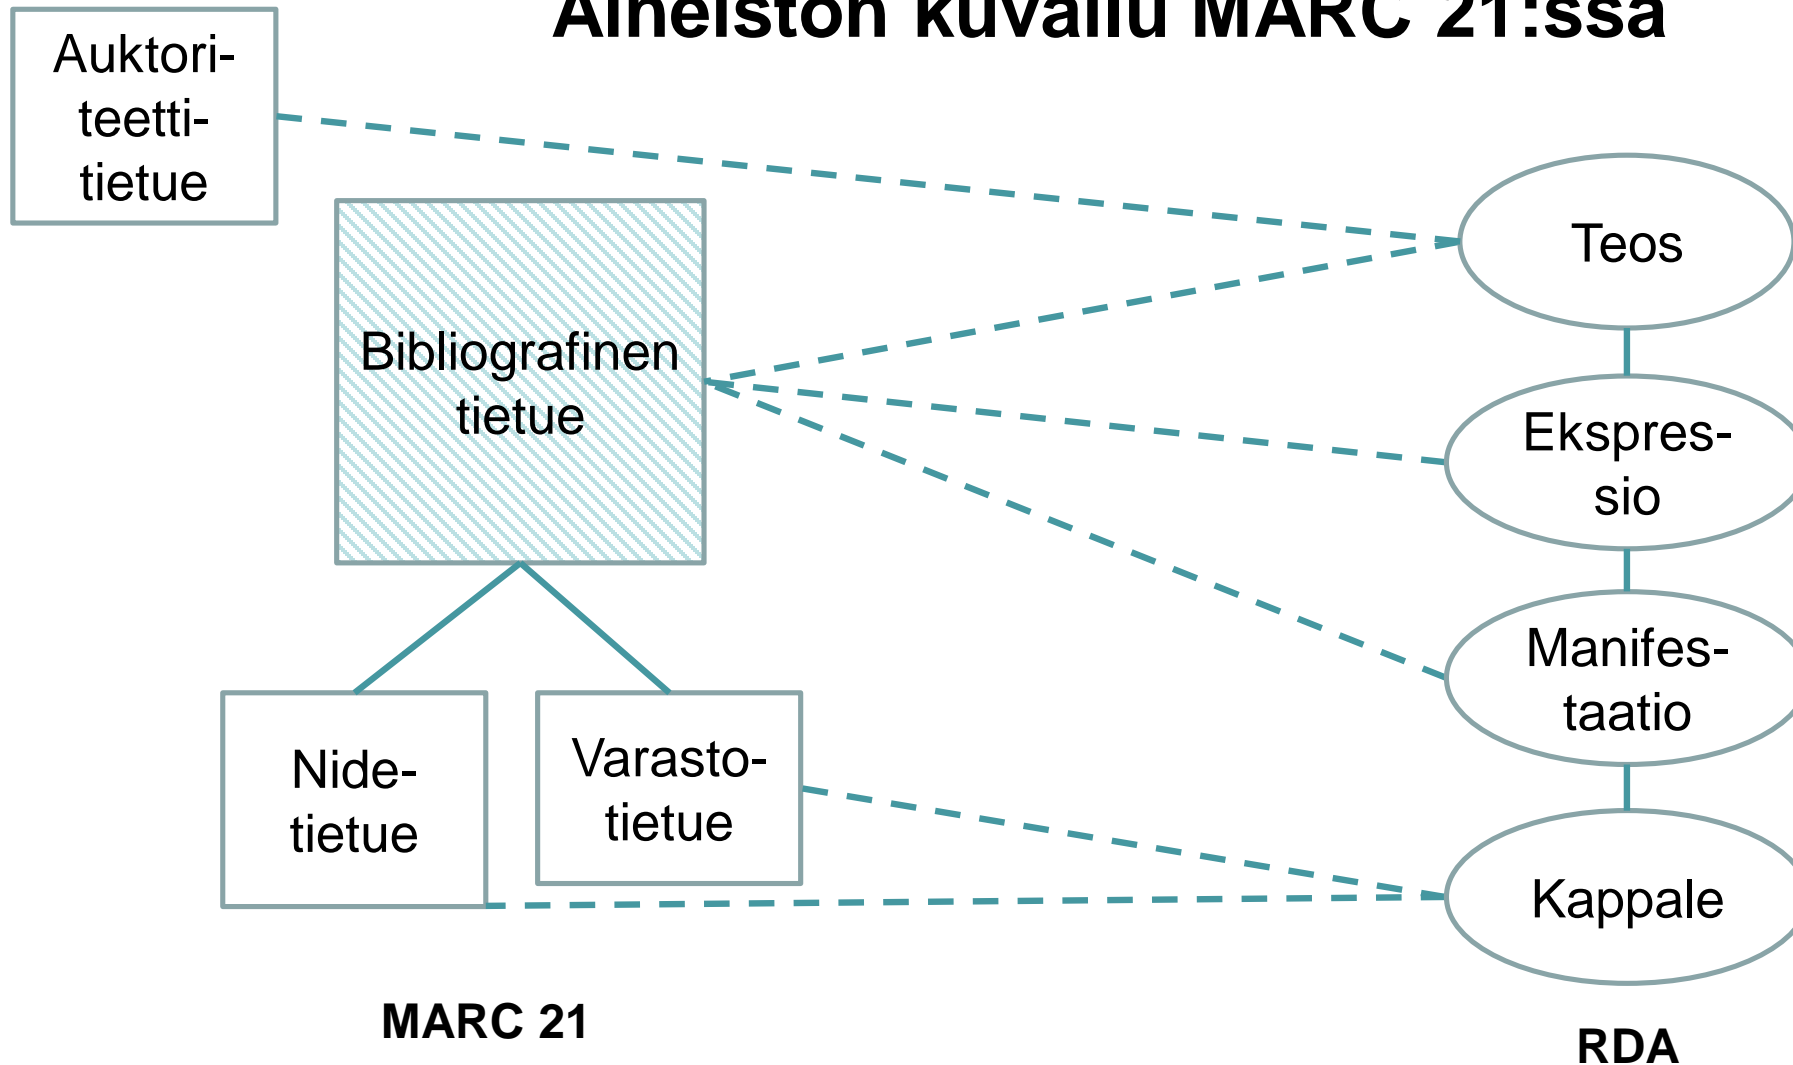 Aineiston kuvailu MARC 21:ssä
Auktori-
teetti-
tietue
Bibliografinen
tietue
Nide-
tietue
Varasto-
tietue
MARC 21
Teos
Ekspres-
sio
Manifes-
taatio
Kappale
RDA